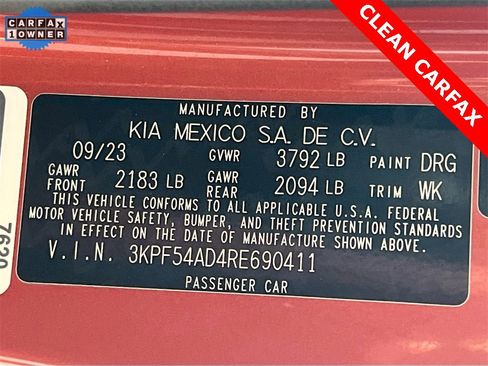 CARFAX
1 OWNER
CLEAN CARFAX
MANUFACTURED BY
KIA MEXICO S.A. DE C.V.
09/23 GVWR 3792 LB PAINT DRG
GAWR FRONT 2183 LB GAWR REAR 2094 LB TRIM WK
THIS VEHICLE CONFORMS TO ALL APPLICABLE U.S.A. FEDERAL
MOTOR VEHICLE SAFETY, BUMPER, AND THEFT PREVENTION STANDARDS
IN EFFECT ON THE DATE OF MANUFACTURE SHOWN ABOVE.
V.I.N. 3KPF54AD4RE690411
PASSENGER CAR